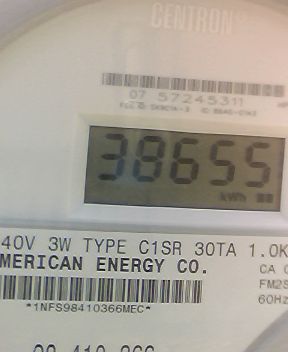 CENTRON®
07 57245311
38655
kWh
40V 3W TYPE C1SR 30TA 1.0K
MERICAN ENERGY CO.
CA
FM2S
60Hz
*1NFS98410366MEC*